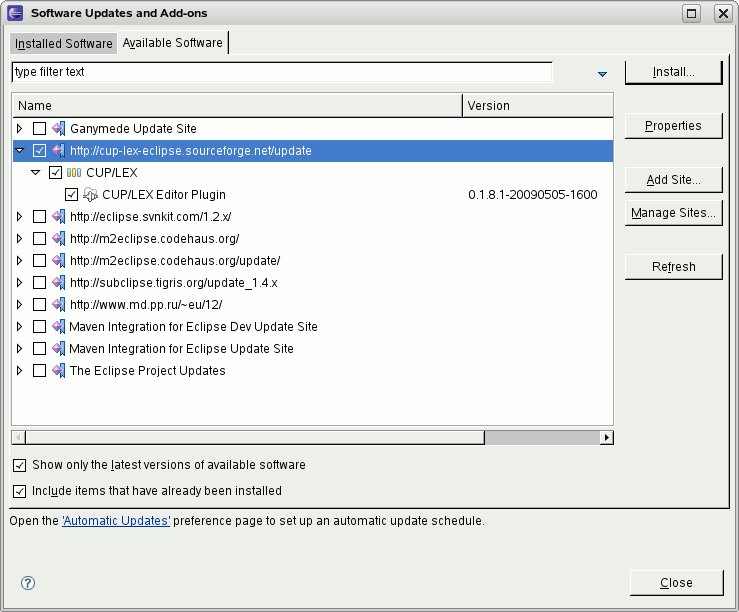 Software Updates and Add-ons
Installed Software Available Software
type filter text
Install...
Name Version
Ganymede Update Site
Properties
http://cup-lex-eclipse.sourceforge.net/update
CUP/LEX
Add Site...
CUP/LEX Editor Plugin 0.1.8.1-20090505-1600
http://eclipse.svnkit.com/1.2.x/
Manage Sites...
http://m2eclipse.codehaus.org/
http://m2eclipse.codehaus.org/update/
Refresh
http://subclipse.tigris.org/update_1.4.x
http://www.md.pp.ru/~eu/12/
Maven Integration for Eclipse Dev Update Site
Maven Integration for Eclipse Update Site
The Eclipse Project Updates
Show only the latest versions of available software
Include items that have already been installed
Open the 'Automatic Updates' preference page to set up an automatic update schedule.
?
Close